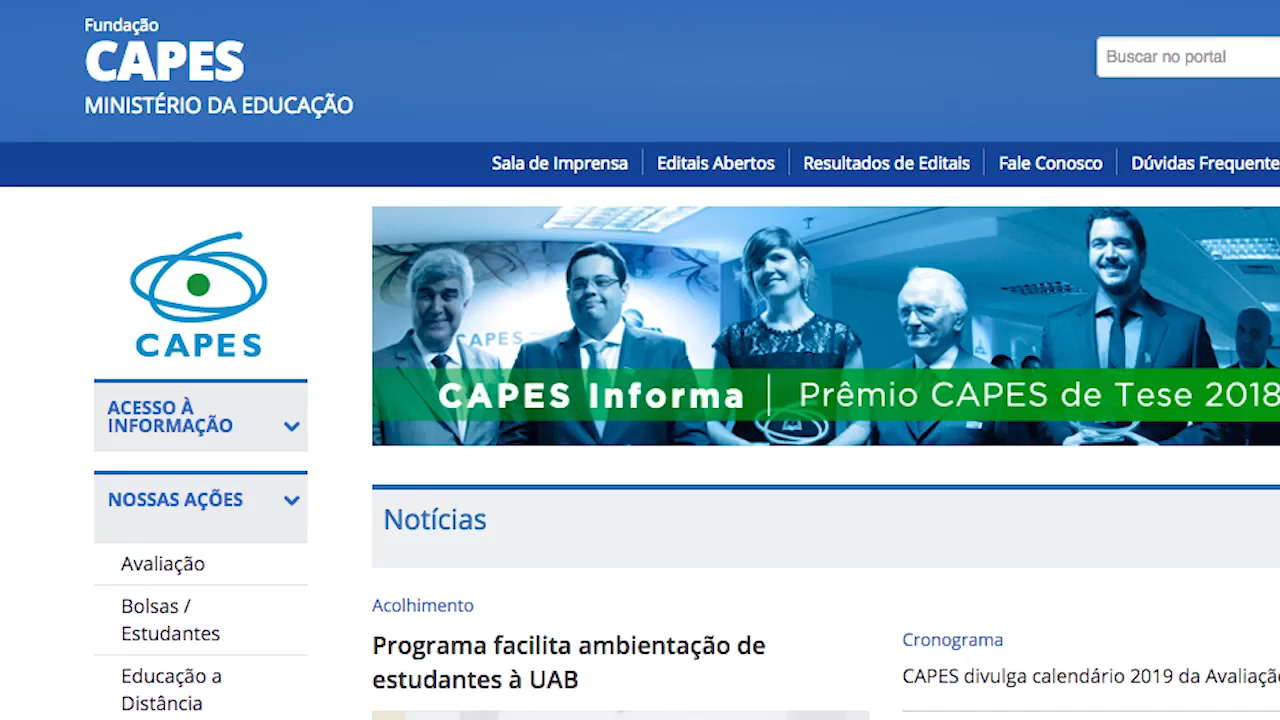 Fundação
CAPES
MINISTÉRIO DA EDUCAÇÃO
Buscar no portal
Sala de Imprensa
Editais Abertos
Resultados de Editais
Fale Conosco
Dúvidas Frequente
CAPES
ACESSO À
INFORMAÇÃO
NOSSAS AÇÕES
Avaliação
Bolsas /
Estudantes
Educação a
Distância
CAPES
CAPES Informa | Prêmio CAPES de Tese 2018
Notícias
Acolhimento
Programa facilita ambientação de
estudantes à UAB
Cronograma
CAPES divulga calendário 2019 da Avaliaçã